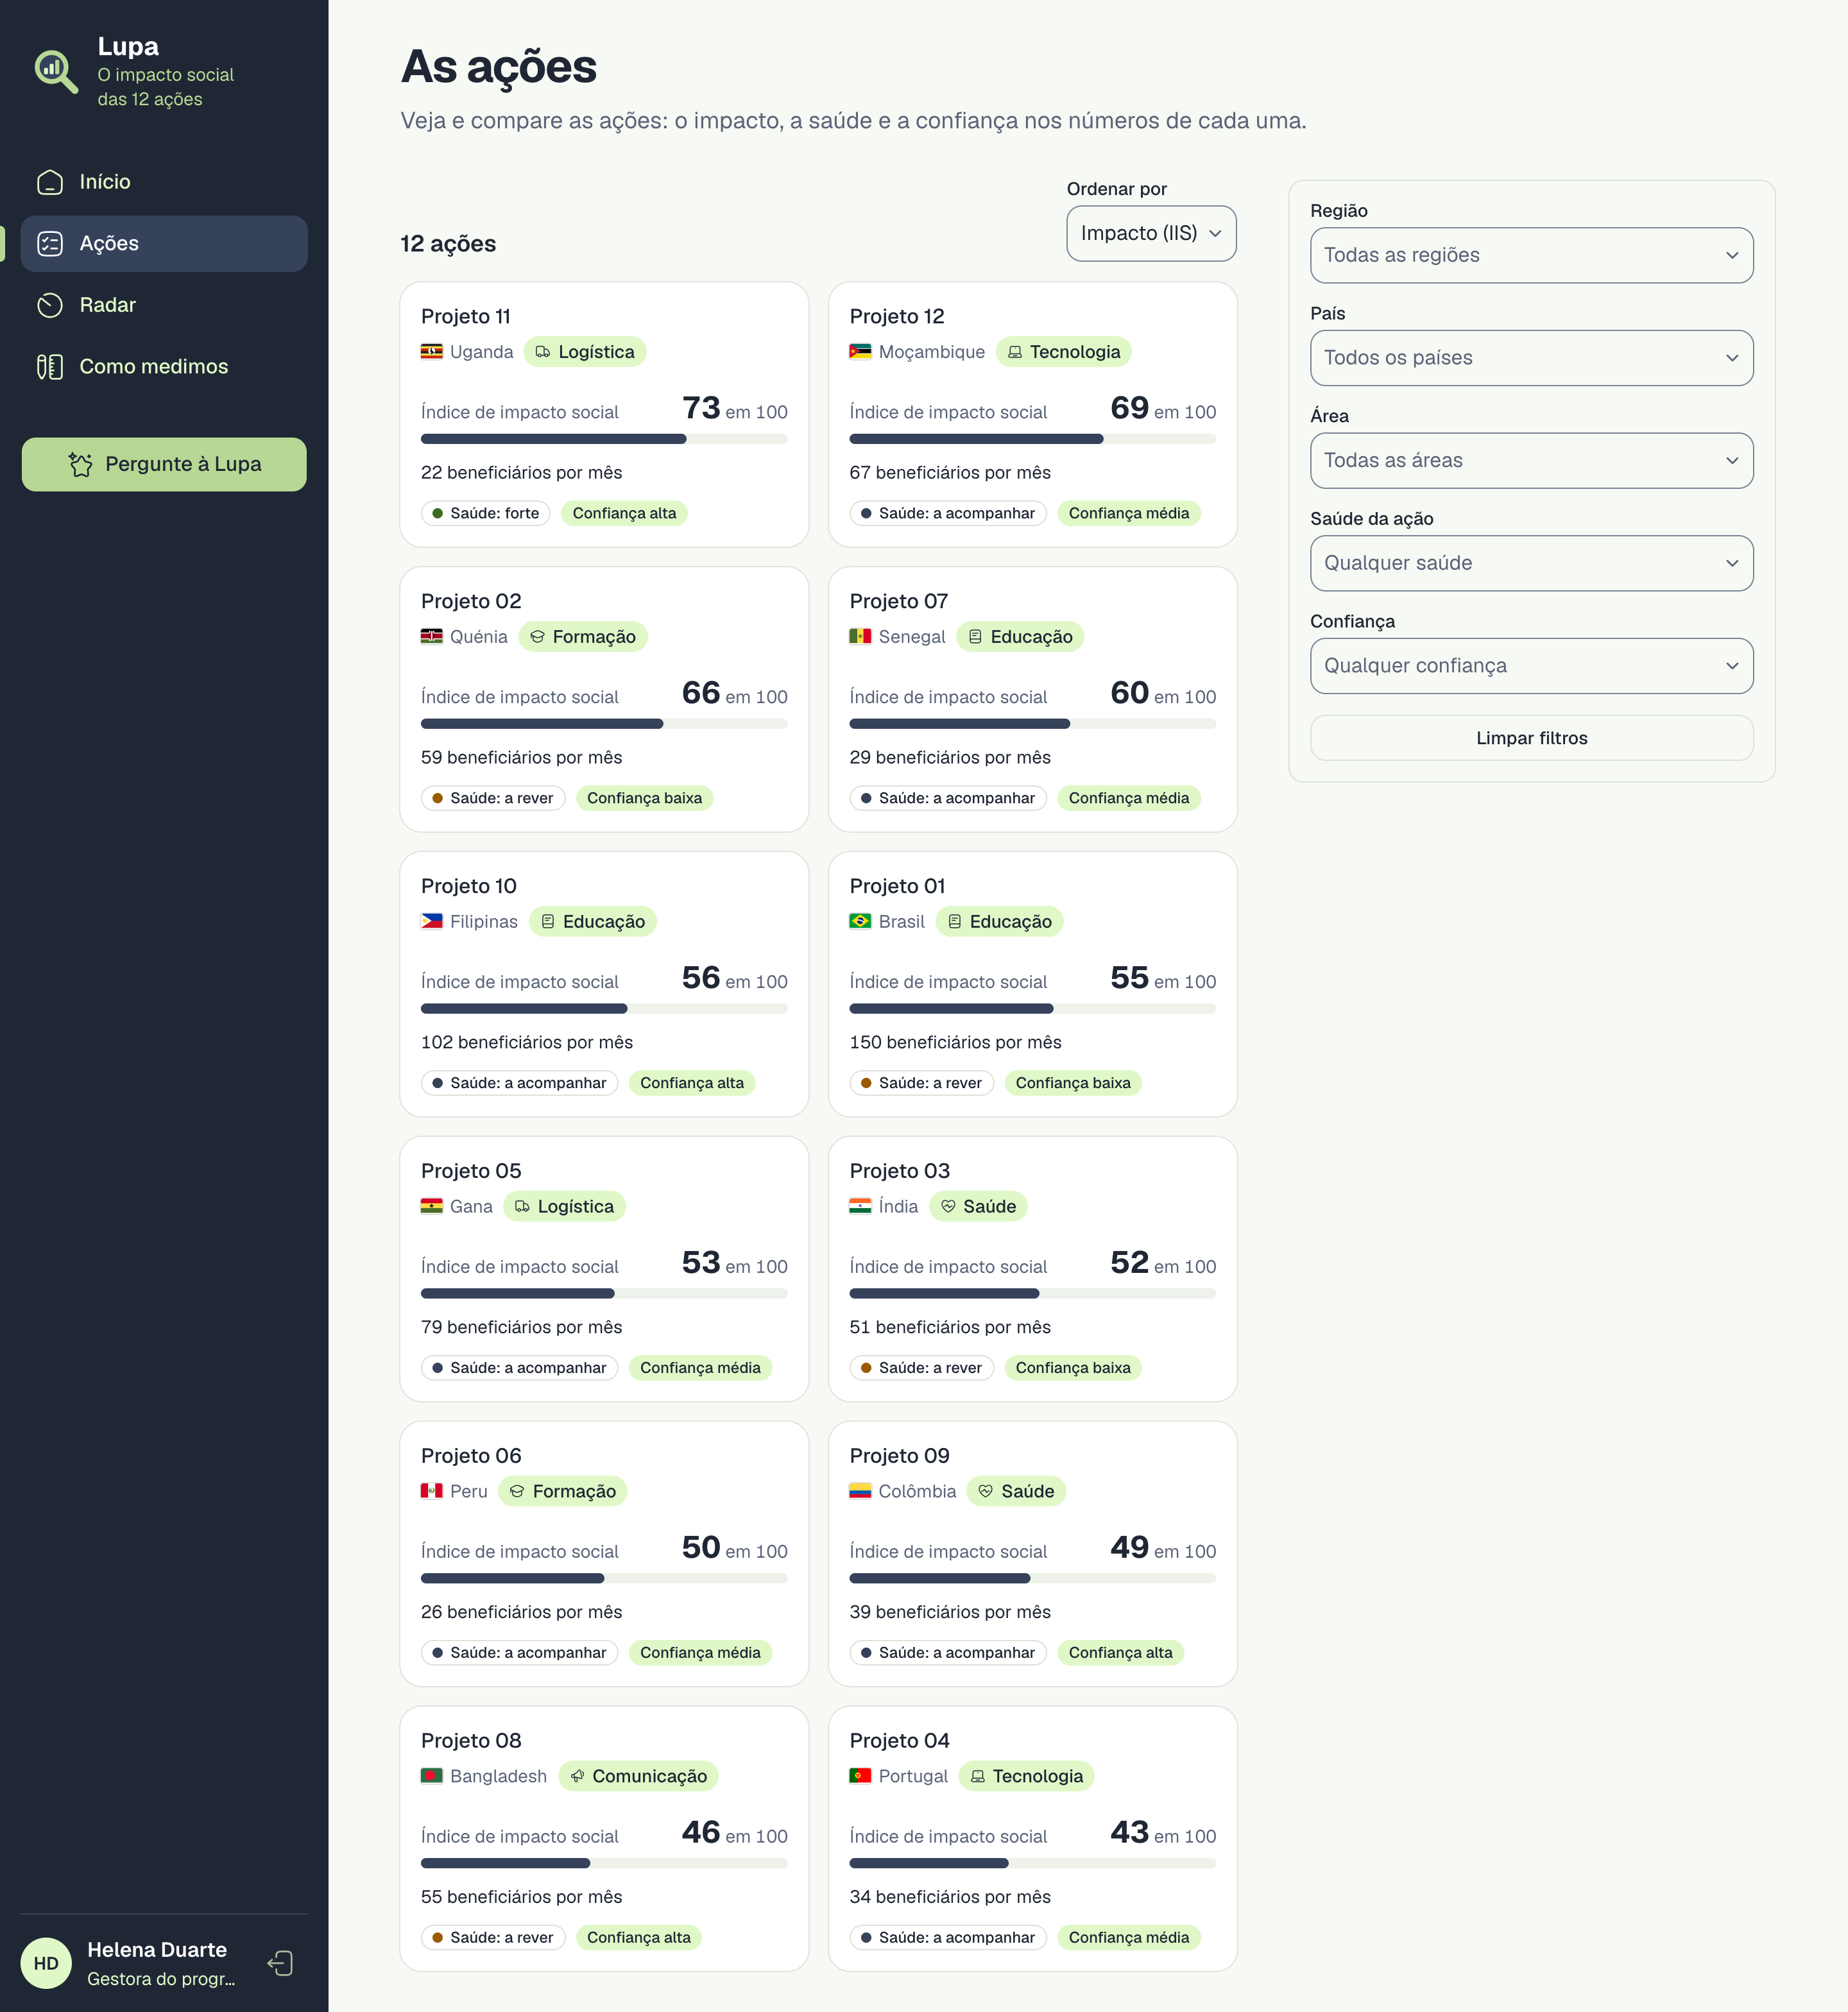 Lupa
O impacto social
das 12 ações
Início
Ações
Radar
Como medimos
Pergunte à Lupa
HD
Helena Duarte
Gestora do progr...
As ações
Veja e compare as ações: o impacto, a saúde e a confiança nos números de cada uma.
12 ações
Ordenar por
Impacto (IIS)
Projeto 11
Uganda Logística
Índice de impacto social 73 em 100
22 beneficiários por mês
Saúde: forte Confiança alta
Projeto 12
Moçambique Tecnologia
Índice de impacto social 69 em 100
67 beneficiários por mês
Saúde: a acompanhar Confiança média
Projeto 02
Quénia Formação
Índice de impacto social 66 em 100
59 beneficiários por mês
Saúde: a rever Confiança baixa
Projeto 07
Senegal Educação
Índice de impacto social 60 em 100
29 beneficiários por mês
Saúde: a acompanhar Confiança média
Projeto 10
Filipinas Educação
Índice de impacto social 56 em 100
102 beneficiários por mês
Saúde: a acompanhar Confiança alta
Projeto 01
Brasil Educação
Índice de impacto social 55 em 100
150 beneficiários por mês
Saúde: a rever Confiança baixa
Projeto 05
Gana Logística
Índice de impacto social 53 em 100
79 beneficiários por mês
Saúde: a acompanhar Confiança média
Projeto 03
Índia Saúde
Índice de impacto social 52 em 100
51 beneficiários por mês
Saúde: a rever Confiança baixa
Projeto 06
Peru Formação
Índice de impacto social 50 em 100
26 beneficiários por mês
Saúde: a acompanhar Confiança média
Projeto 09
Colômbia Saúde
Índice de impacto social 49 em 100
39 beneficiários por mês
Saúde: a acompanhar Confiança alta
Projeto 08
Bangladesh Comunicação
Índice de impacto social 46 em 100
55 beneficiários por mês
Saúde: a rever Confiança alta
Projeto 04
Portugal Tecnologia
Índice de impacto social 43 em 100
34 beneficiários por mês
Saúde: a acompanhar Confiança média
Região
Todas as regiões
País
Todos os países
Área
Todas as áreas
Saúde da ação
Qualquer saúde
Confiança
Qualquer confiança
Limpar filtros